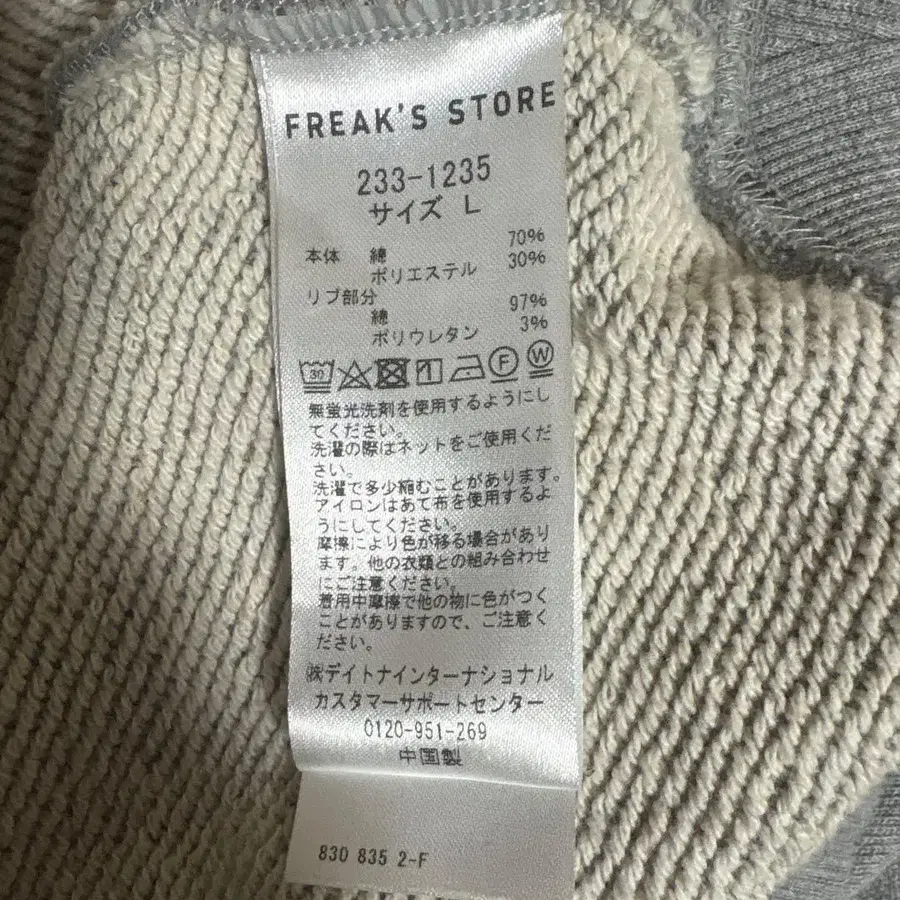 FREAK'S STORE
233-1235
サイズ L
本体 綿 70%
ポリエステル 30%
リブ部分
綿 97%
ポリウレタン 3%
30 F W
無蛍光洗剤を使用するようにし
てください。
洗濯の際はネットをご使用くだ
さい。
洗濯で多少縮むことがあります。
アイロンはあて布を使用するよ
うにしてください。
摩擦により色が移る場合があり
ます。他の衣類との組み合わせ
にご注意ください。
着用中摩擦で他の物に色がつく
ことがありますので、ご注意く
ださい。
㈱デイトナインターナショナル
カスタマーサポートセンター
0120-951-269
中国製
830 835 2-F